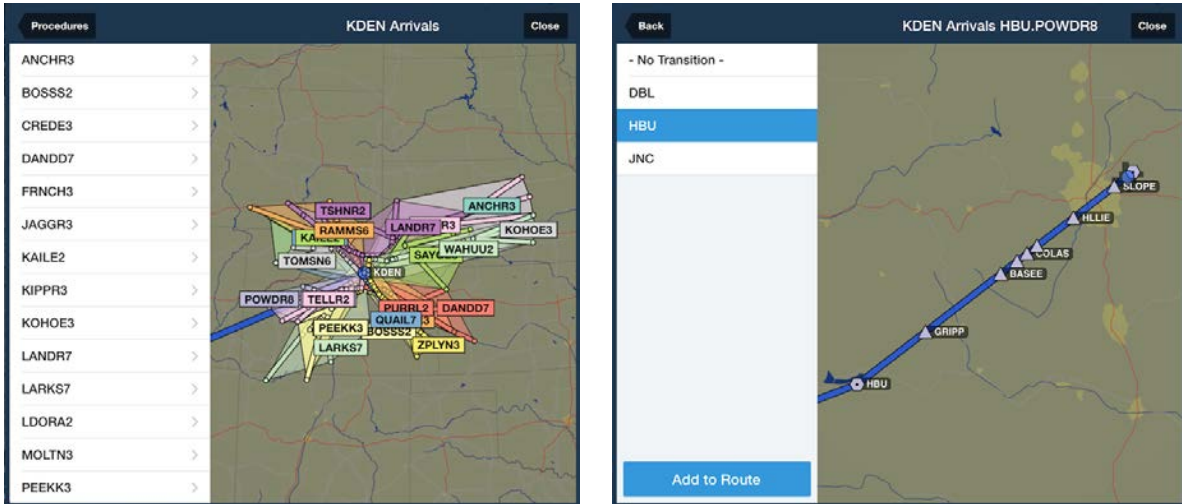 Procedures
KDEN Arrivals
Close
ANCHR3
BOSSS2
CREDE3
DANDD7
FRNCH3
JAGGR3
KAILE2
KIPPR3
KOHOE3
LANDR7
LARKS7
LDORA2
MOLTN3
PEEKK3
TSHNR2
ANCHR3
RAMMS6
LANDR7
R3
KOHOE3
WAHUU2
TOMSN6
KDEN
POWDR8
TELLR2
PURRL2
DANDD7
QUAIL7
PEEKK3
BOSSS2
LARKS7
ZPLYN3
Back
KDEN Arrivals HBU.POWDR8
Close
- No Transition -
DBL
HBU
JNC
Add to Route
SLOPE
HLLIE
COLAS
BASEE
GRIPP
HBU